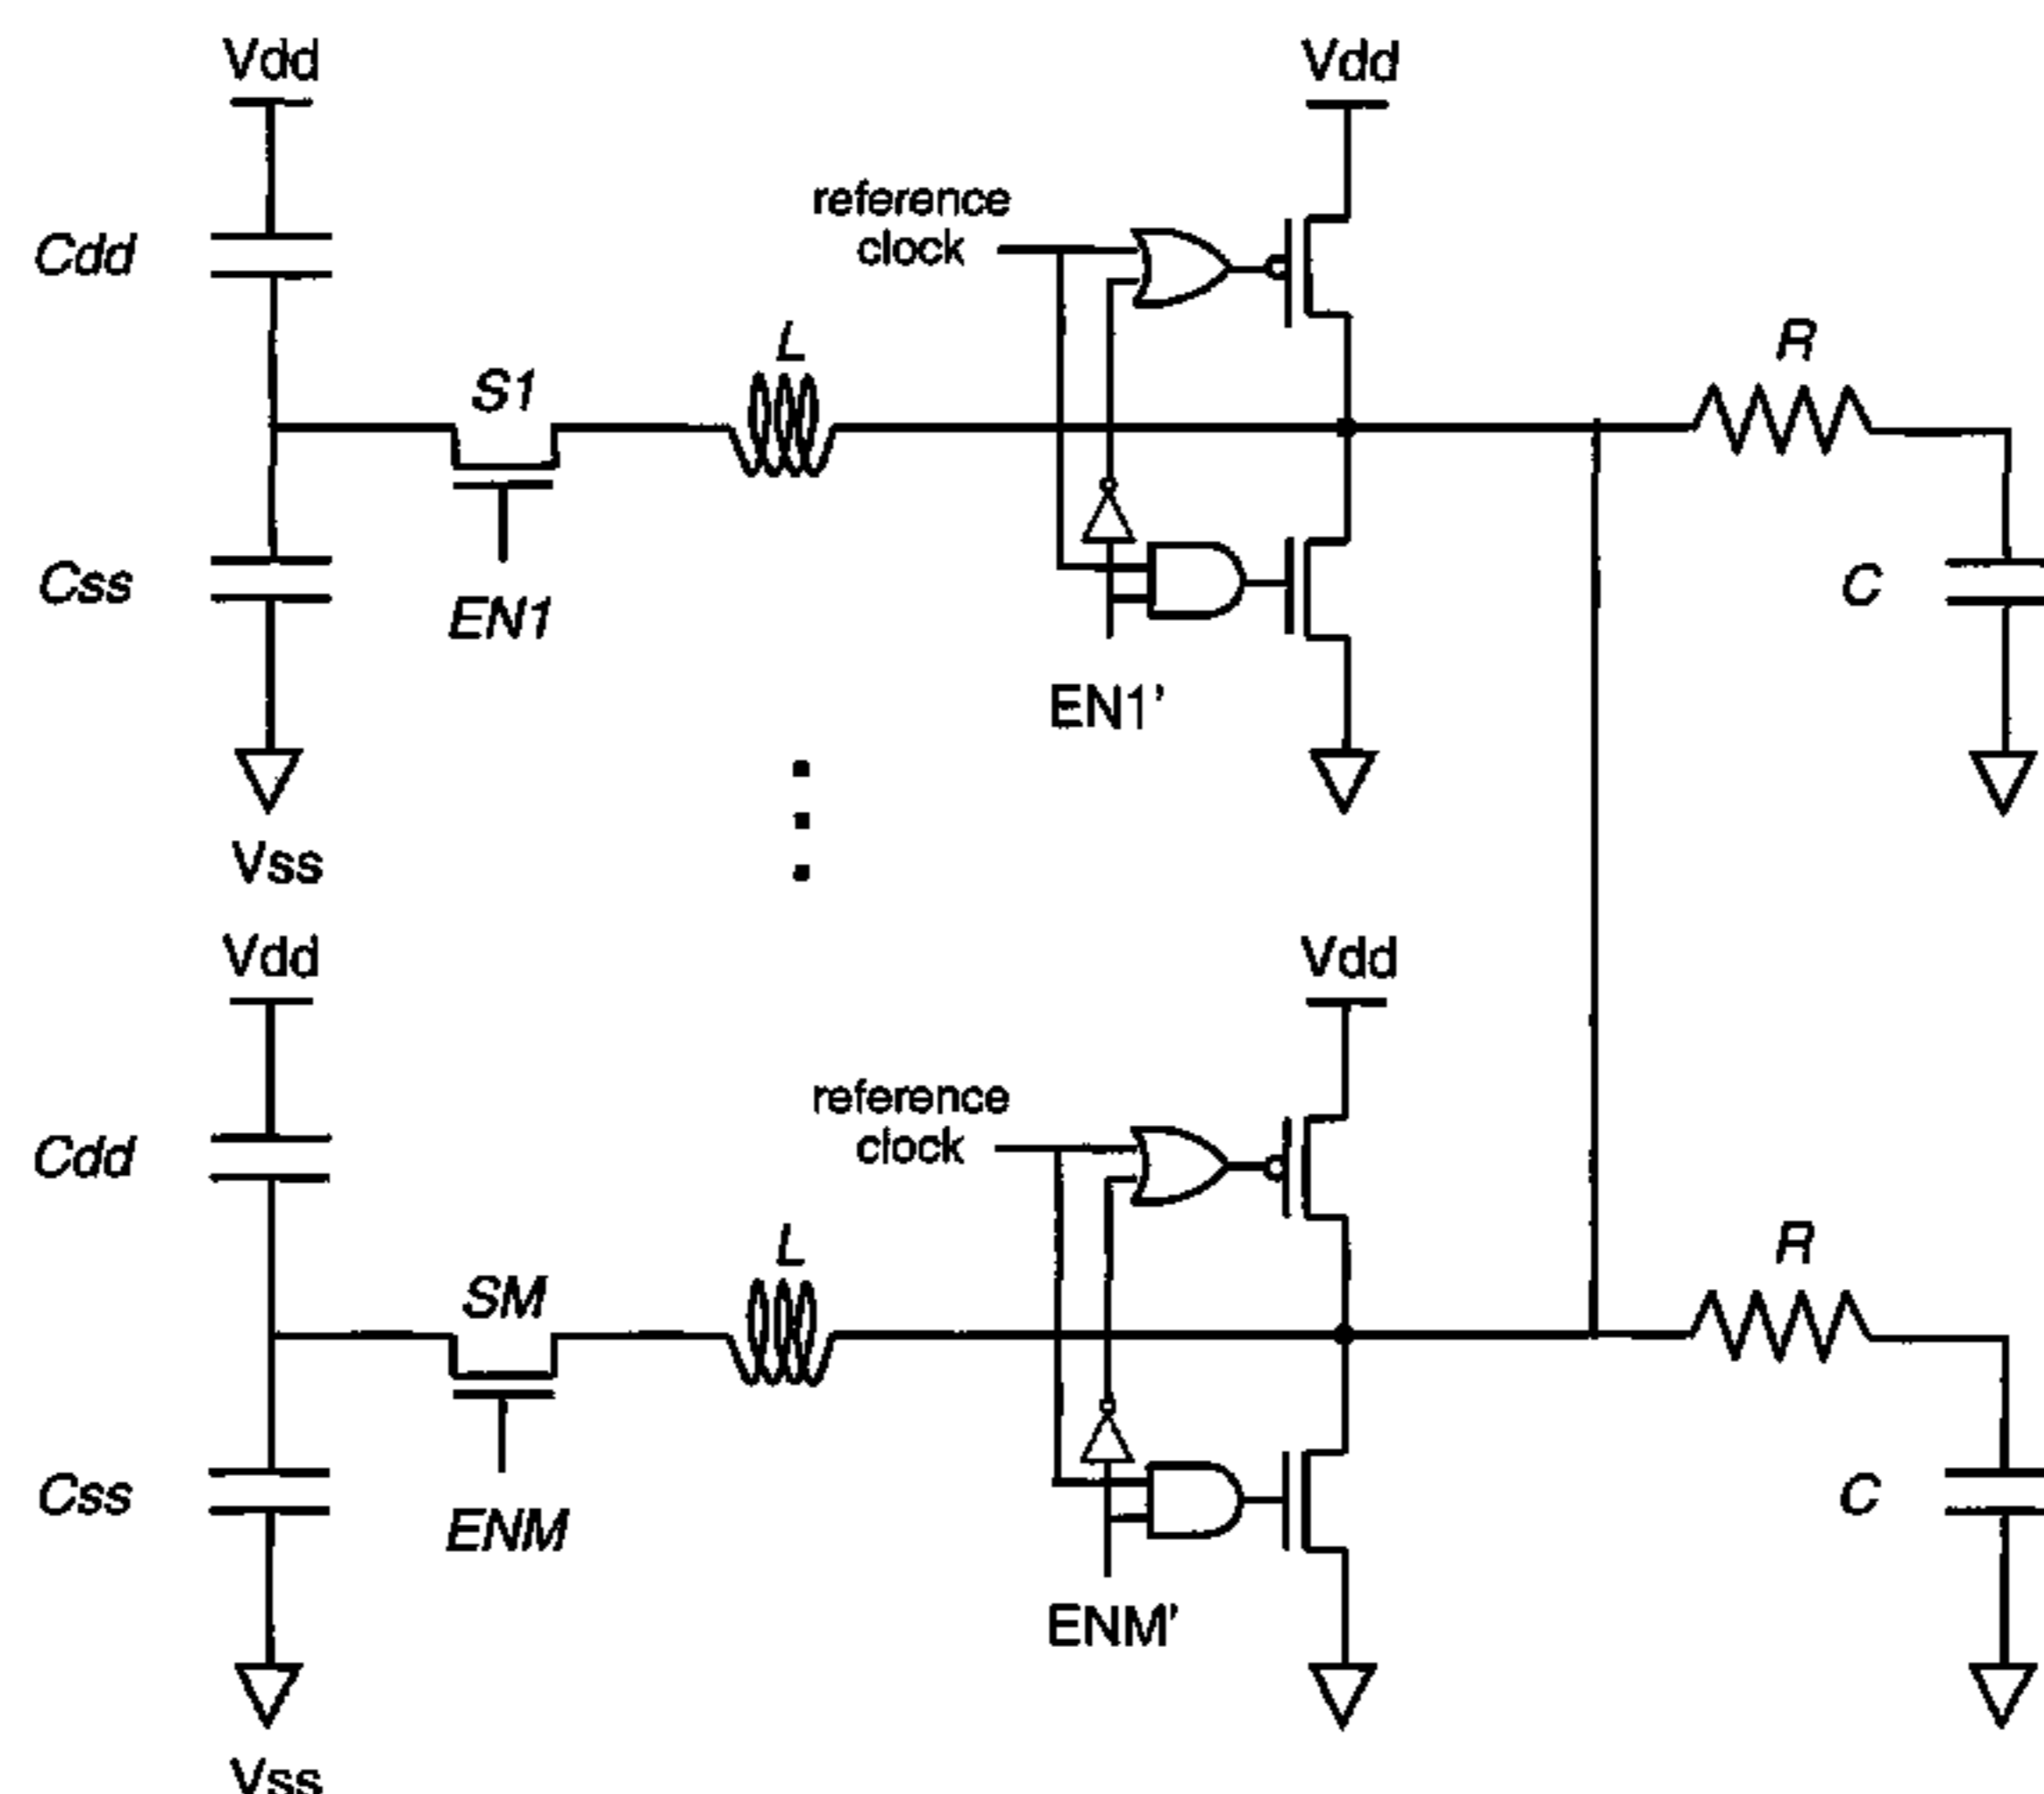 Vdd
Vdd
reference
clock
Cdd
L
R
S1
Css
C
EN1
EN1’
Vss
Vdd
Vdd
reference
clock
Cdd
L
R
SM
Css
C
ENM
ENM’
Vss